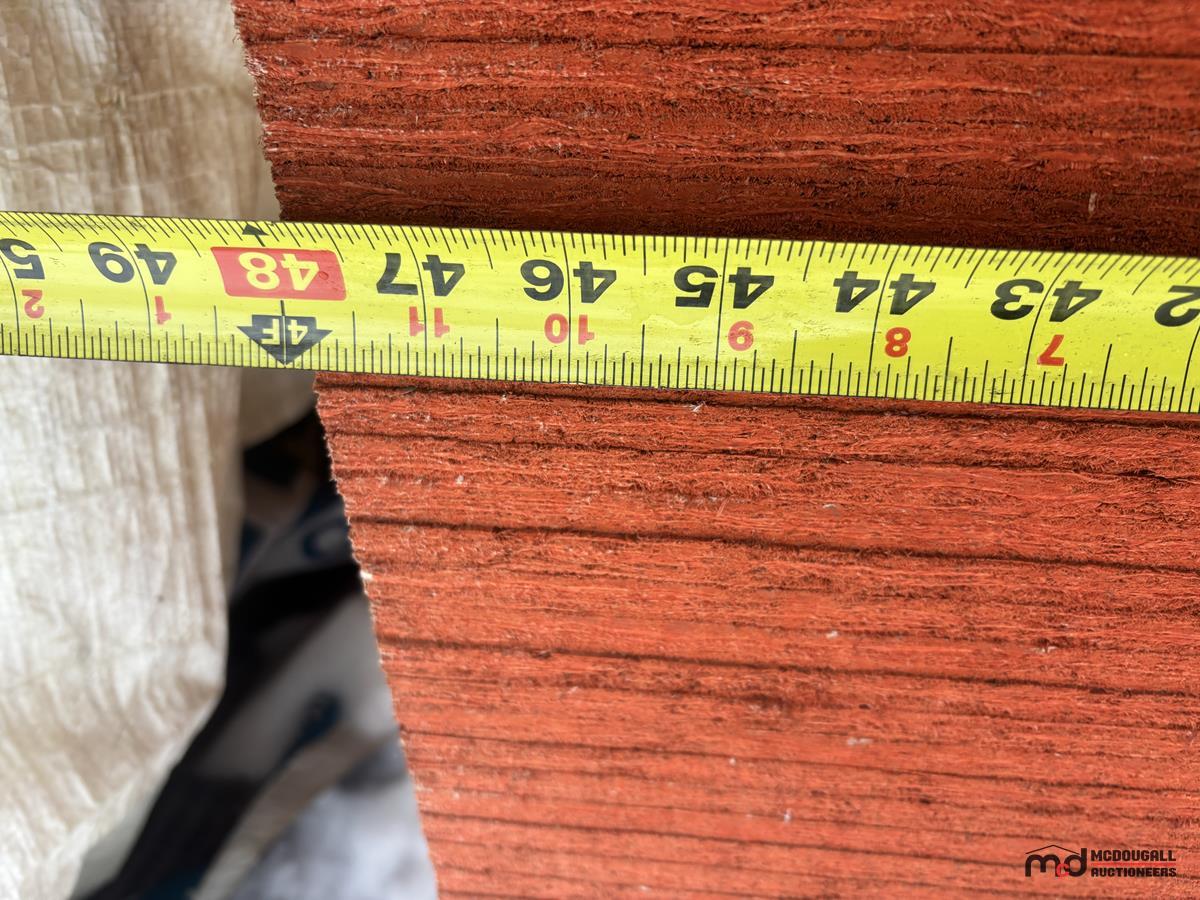 7 8 9 10 11 4F 1 2
2 43 44 45 46 47 48 49 5
mcd MCDOUGALL
AUCTIONEERS